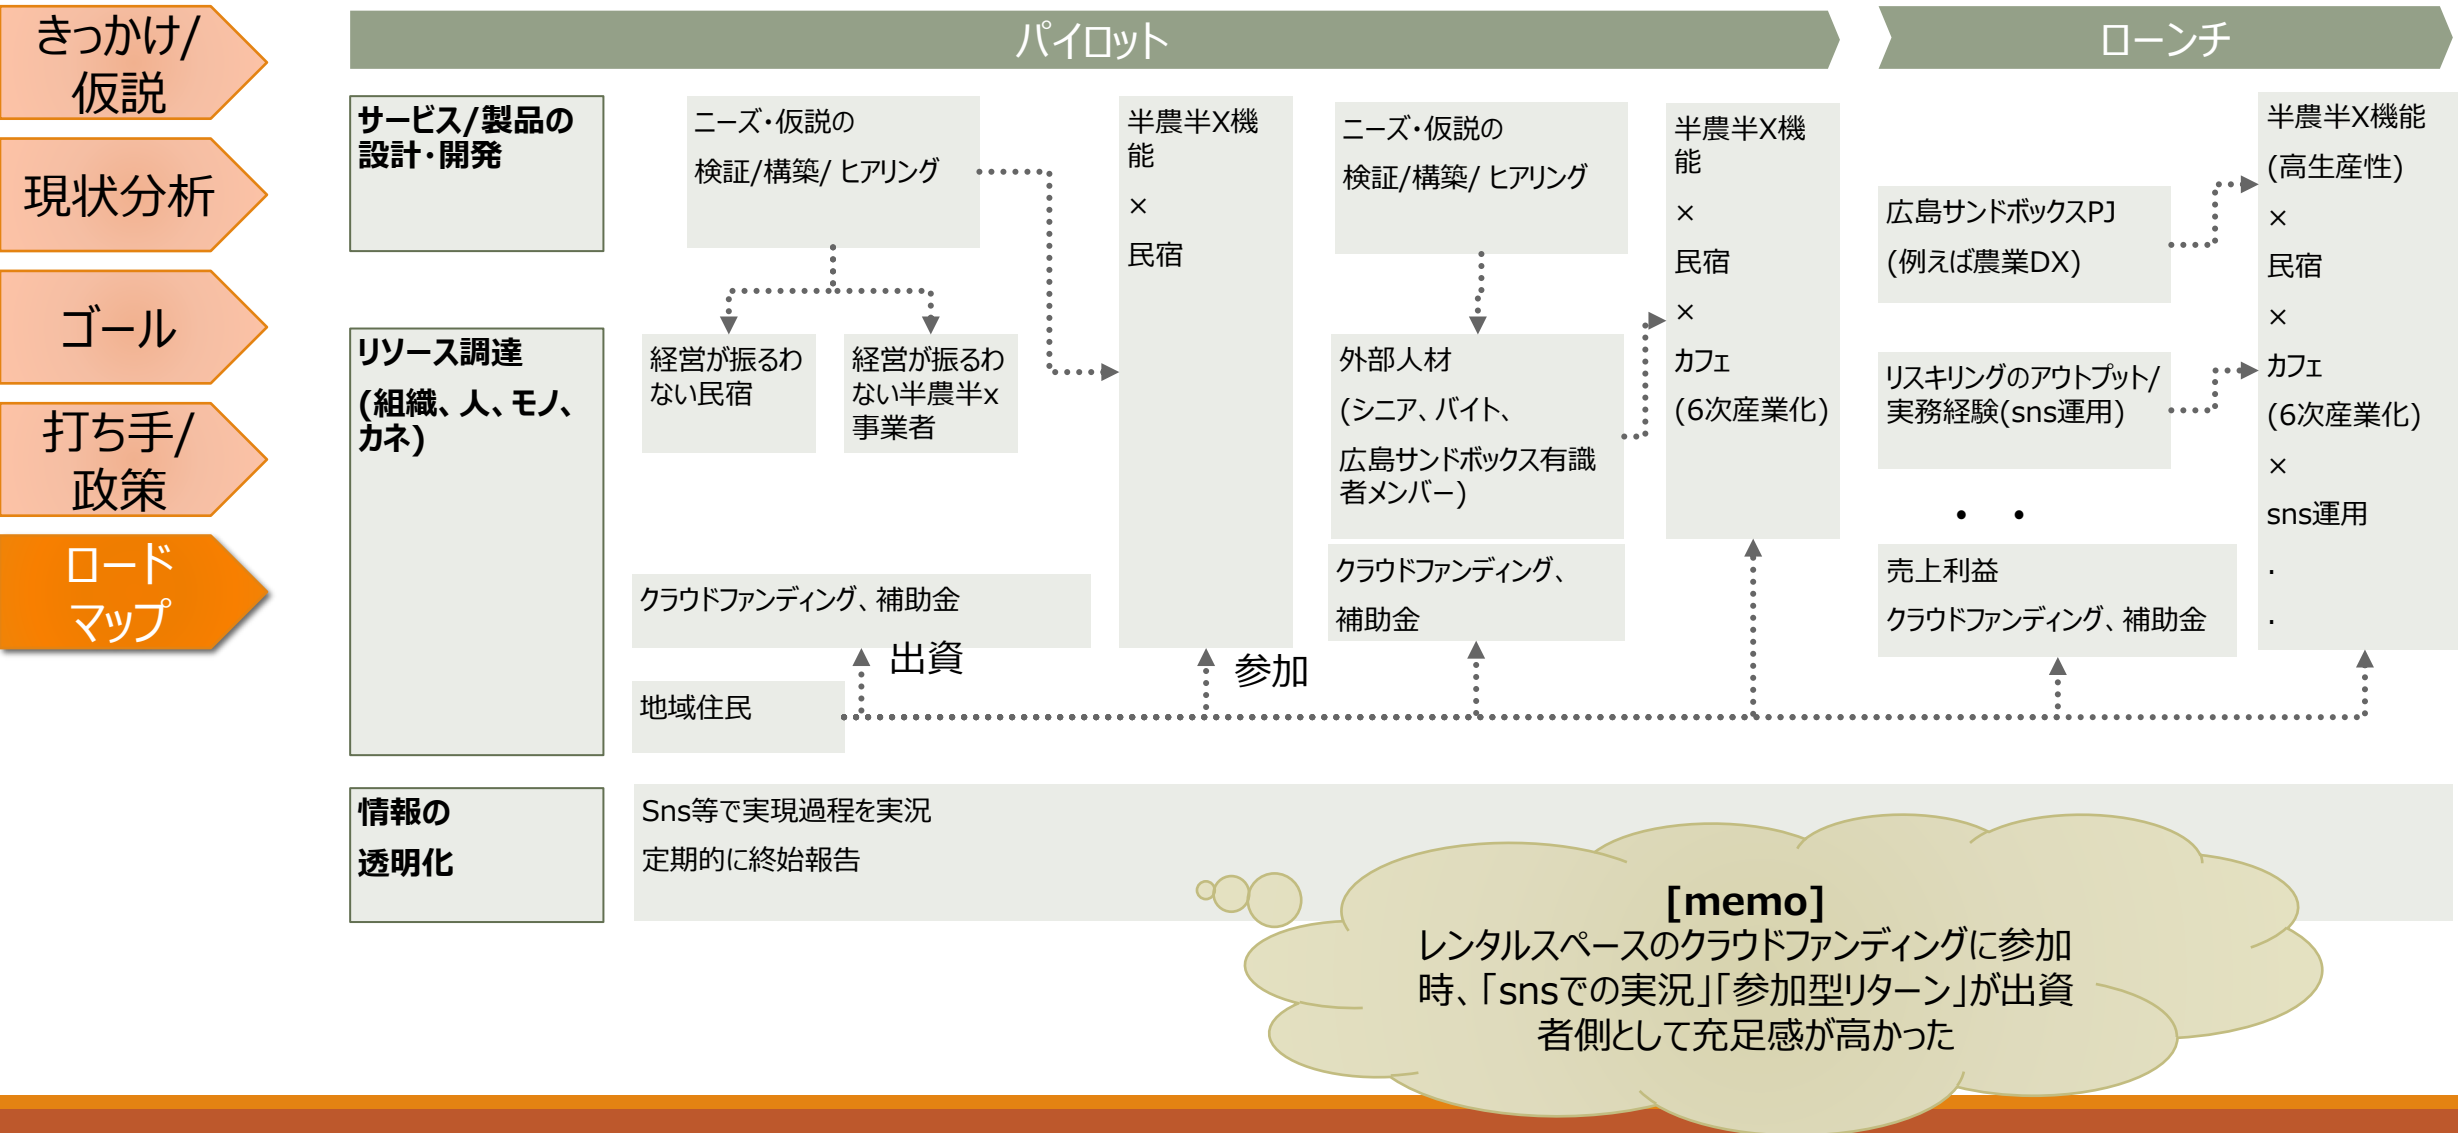 きっかけ/
仮説
現状分析
ゴール
打ち手/
政策
ロード
マップ
パイロット
ローンチ
サービス/製品の
設計・開発
ニーズ・仮説の
検証/構築/ ヒアリング
半農半X機
能
×
民宿
ニーズ・仮説の
検証/構築/ ヒアリング
半農半X機
能
×
民宿
×
カフェ
(6次産業化)
広島サンドボックスPJ
(例えば農業DX)
半農半X機能
(高生産性)
×
民宿
×
カフェ
(6次産業化)
×
sns運用
.
.
リソース調達
(組織、人、モノ、
カネ)
経営が振るわ
ない民宿
経営が振るわ
ない半農半x
事業者
外部人材
(シニア、バイト、
広島サンドボックス有識
者メンバー)
リスキリングのアウトプット/
実務経験(sns運用)
・ ・
クラウドファンディング、補助金
クラウドファンディング、
補助金
売上利益
クラウドファンディング、補助金
出資
参加
地域住民
情報の
透明化
Sns等で実現過程を実況
定期的に終始報告
[memo]
レンタルスペースのクラウドファンディングに参加
時、「snsでの実況」「参加型リターン」が出資
者側として充足感が高かった